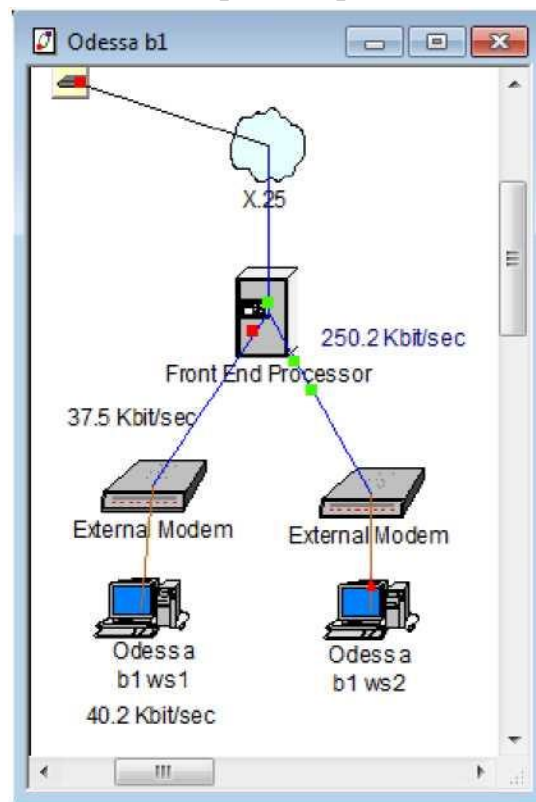 Odessa b1
X.25
250.2 Kbit/sec
Front End Processor
37.5 Kbit/sec
External Modem
External Modem
Odessa
b1 ws1
Odessa
b1 ws2
40.2 Kbit/sec